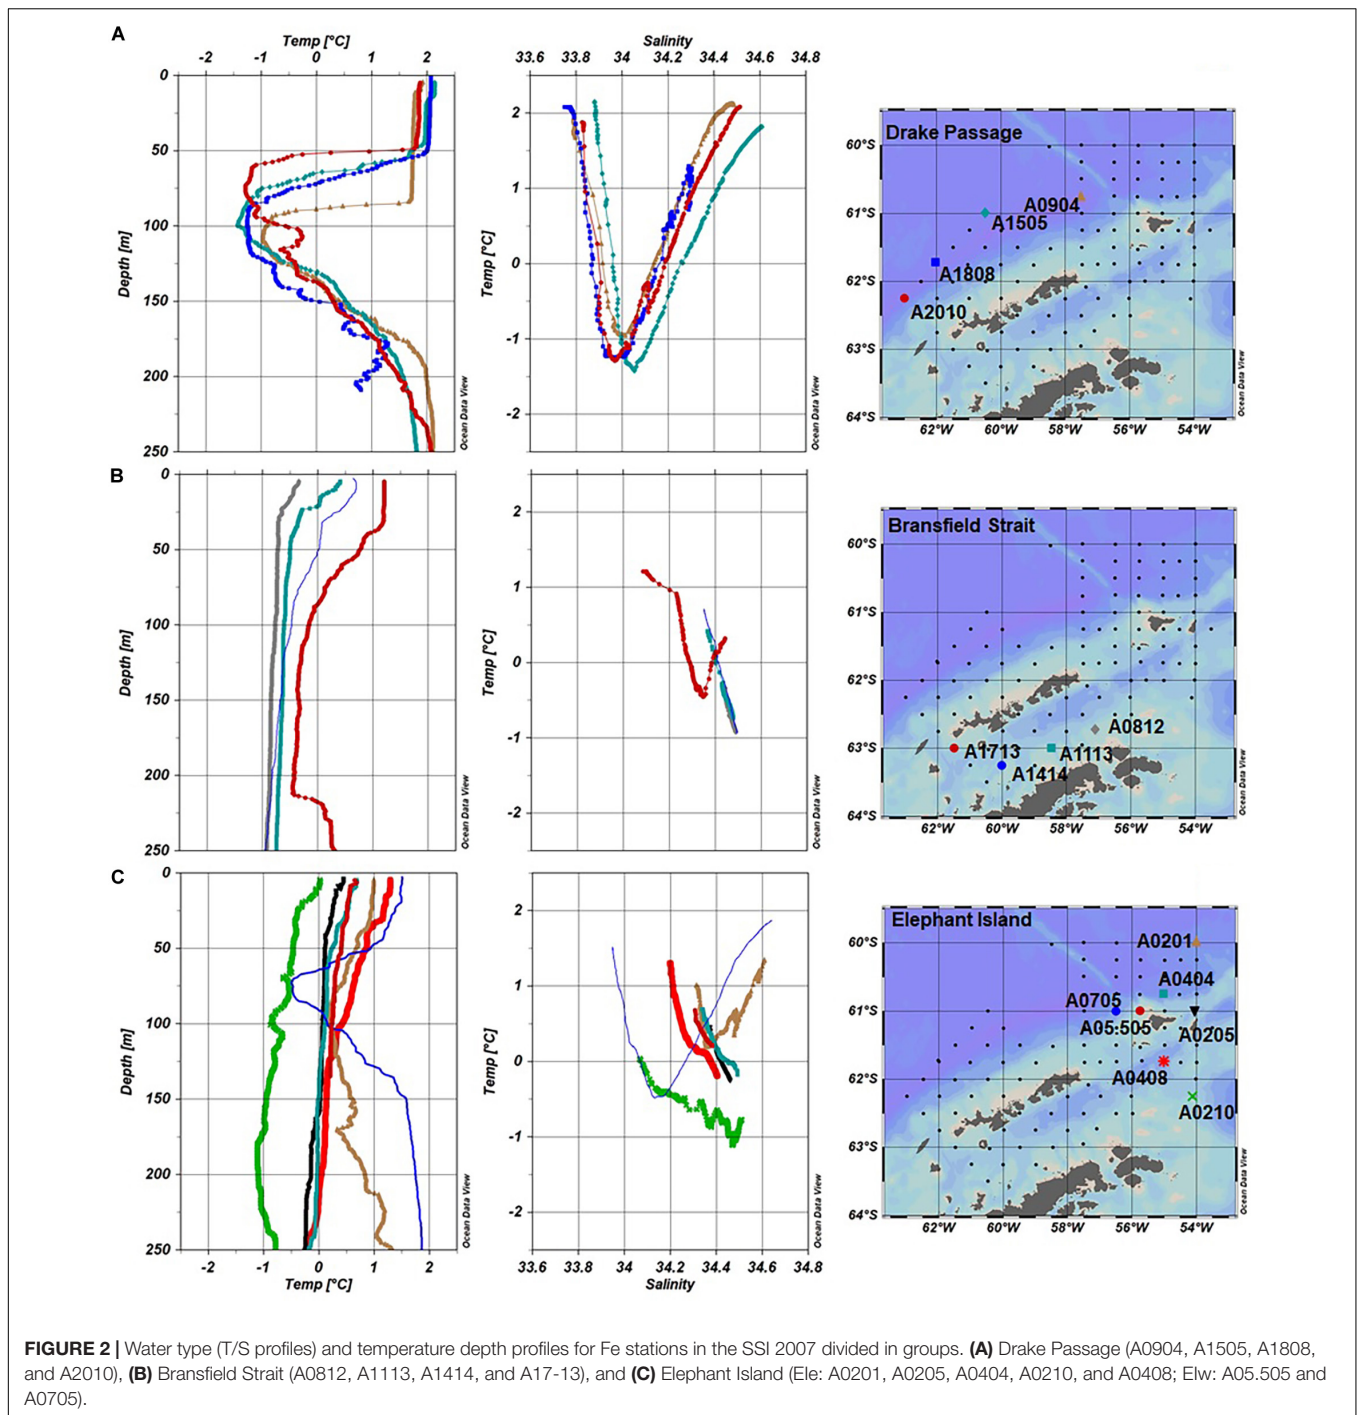 A
Temp [°C]
-2 -1 0 1 2
0
50
100
150
200
250
Depth [m]
Ocean Data View
Salinity
33.6 33.8 34 34.2 34.4 34.6 34.8
2
1
0
-1
-2
Temp [°C]
Ocean Data View
Drake Passage
A0904
A1505
A1808
A2010
60°S
61°S
62°S
63°S
64°S
62°W 60°W 58°W 56°W 54°W
Ocean Data View
B
0
50
100
150
200
250
Depth [m]
Ocean Data View
2
1
0
-1
-2
Temp [°C]
Ocean Data View
Bransfield Strait
A0812
A1713
A1113
A1414
60°S
61°S
62°S
63°S
64°S
62°W 60°W 58°W 56°W 54°W
Ocean Data View
C
0
50
100
150
200
250
Depth [m]
-2 -1 0 1 2
Temp [°C]
Ocean Data View
2
1
0
-1
-2
Temp [°C]
33.6 33.8 34 34.2 34.4 34.6 34.8
Salinity
Ocean Data View
Elephant Island
A0201
A0404
A0705
A05:505
A0205
A0408
A0210
60°S
61°S
62°S
63°S
64°S
62°W 60°W 58°W 56°W 54°W
Ocean Data View
FIGURE 2 | Water type (T/S profiles) and temperature depth profiles for Fe stations in the SSI 2007 divided in groups. (A) Drake Passage (A0904, A1505, A1808,
and A2010), (B) Bransfield Strait (A0812, A1113, A1414, and A17-13), and (C) Elephant Island (Ele: A0201, A0205, A0404, A0210, and A0408; Elw: A05.505 and
A0705).